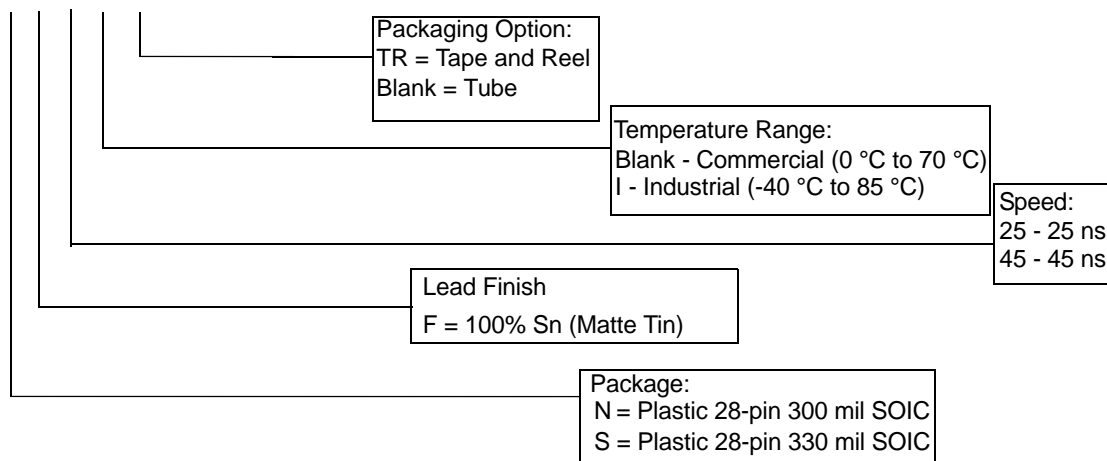 Packaging Option:
TR = Tape and Reel
Blank = Tube
Temperature Range:
Blank - Commercial (0 °C to 70 °C)
I - Industrial (-40 °C to 85 °C)
Speed:
25 - 25 ns
45 - 45 ns
Lead Finish
F = 100% Sn (Matte Tin)
Package:
N = Plastic 28-pin 300 mil SOIC
S = Plastic 28-pin 330 mil SOIC